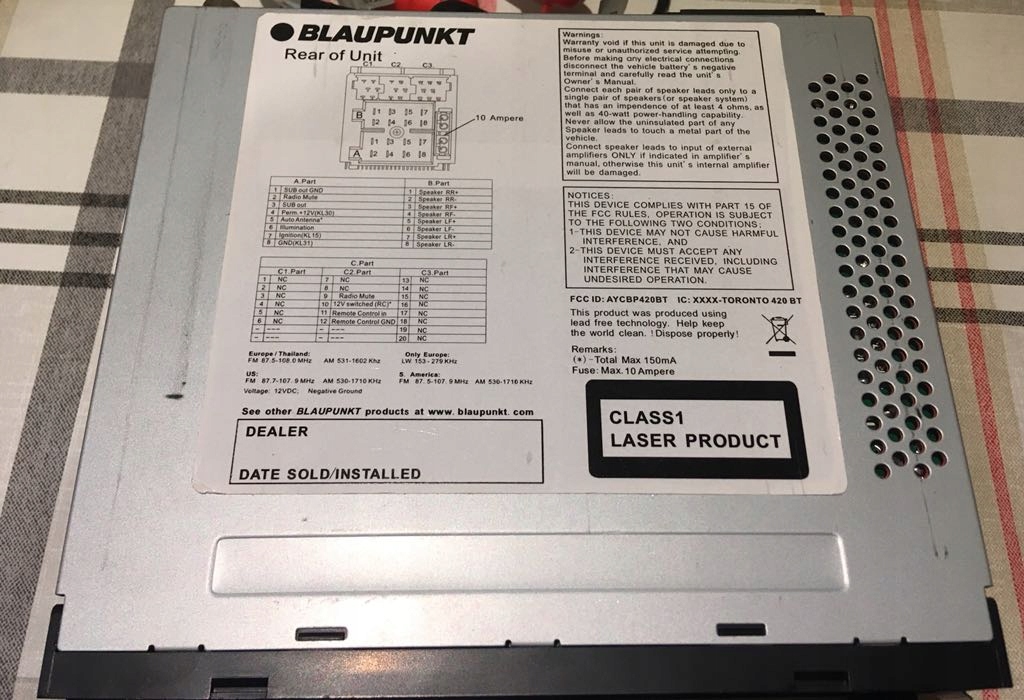 BLAUPUNKT
Rear of Unit
C1 C2 C3
B 1 3 5 7
2 4 6 8
10 Ampere
1 3 5 7
A 2 4 6 8
A.Part B.Part
1 SUB out GND 1 Speaker RR+
2 Radio Mute 2 Speaker RR-
3 SUB out 3 Speaker RF+
4 Perm.+12V(KL30) 4 Speaker RF-
5 Auto Antenna* 5 Speaker LF+
6 Illumination 6 Speaker LF-
7 Ignition(KL15) 7 Speaker LR+
8 GND(KL31) 8 Speaker LR-
C.Part
C1.Part C2.Part C3.Part
1 NC 7 NC 13 NC
2 NC 8 NC 14 NC
3 NC 9 Radio Mute 15 NC
4 NC 10 12V switched (RC)* 16 NC
5 NC 11 Remote Control in 17 NC
6 NC 12 Remote Control GND 18 NC
- --- - --- 19 NC
- --- - --- 20 NC
Europe / Thailand: Only Europe:
FM 87.5-108.0 MHz AM 531-1602 Khz LW 153 - 279 KHz
US: S. America:
FM 87.7-107. 9 MHz AM 530-1710 KHz FM 87. 5-107. 9 MHz AM 530-1710 KHz
Voltage: 12VDC; Negative Ground
See other BLAUPUNKT products at www. blaupunkt. com
DEALER
DATE SOLD/INSTALLED
Warnings:
Warranty void if this unit is damaged due to
misuse or unauthorized service attempting.
Before making any electrical connections
disconnect the vehicle battery's negative
terminal and carefully read the unit's
Owner's Manual.
Connect each pair of speaker leads only to a
single pair of speakers(or speaker system)
that has an impendence of at least 4 ohms, as
well as 40-watt power-handling capability.
Never allow the uninsulated part of any
Speaker leads to touch a metal part of the
vehicle.
Connect speaker leads to input of external
amplifiers ONLY if indicated in amplifier's
manual, otherwise this unit's internal amplifier
will be damaged.
NOTICES:
THIS DEVICE COMPLIES WITH PART 15 OF
THE FCC RULES, OPERATION IS SUBJECT
TO THE FOLLOWING TWO CONDITIONS;
1-THIS DEVICE MAY NOT CAUSE HARMFUL
INTERFERENCE, AND
2-THIS DEVICE MUST ACCEPT ANY
INTERFERENCE RECEIVED, INCLUDING
INTERFERENCE THAT MAY CAUSE
UNDESIRED OPERATION.
FCC ID: AYCBP420BT IC: XXXX-TORONTO 420 BT
This product was produced using
lead free technology. Help keep
the world clean. !Dispose properly!
Remarks:
(*) -Total Max 150mA
Fuse: Max. 10 Ampere
CLASS1
LASER PRODUCT